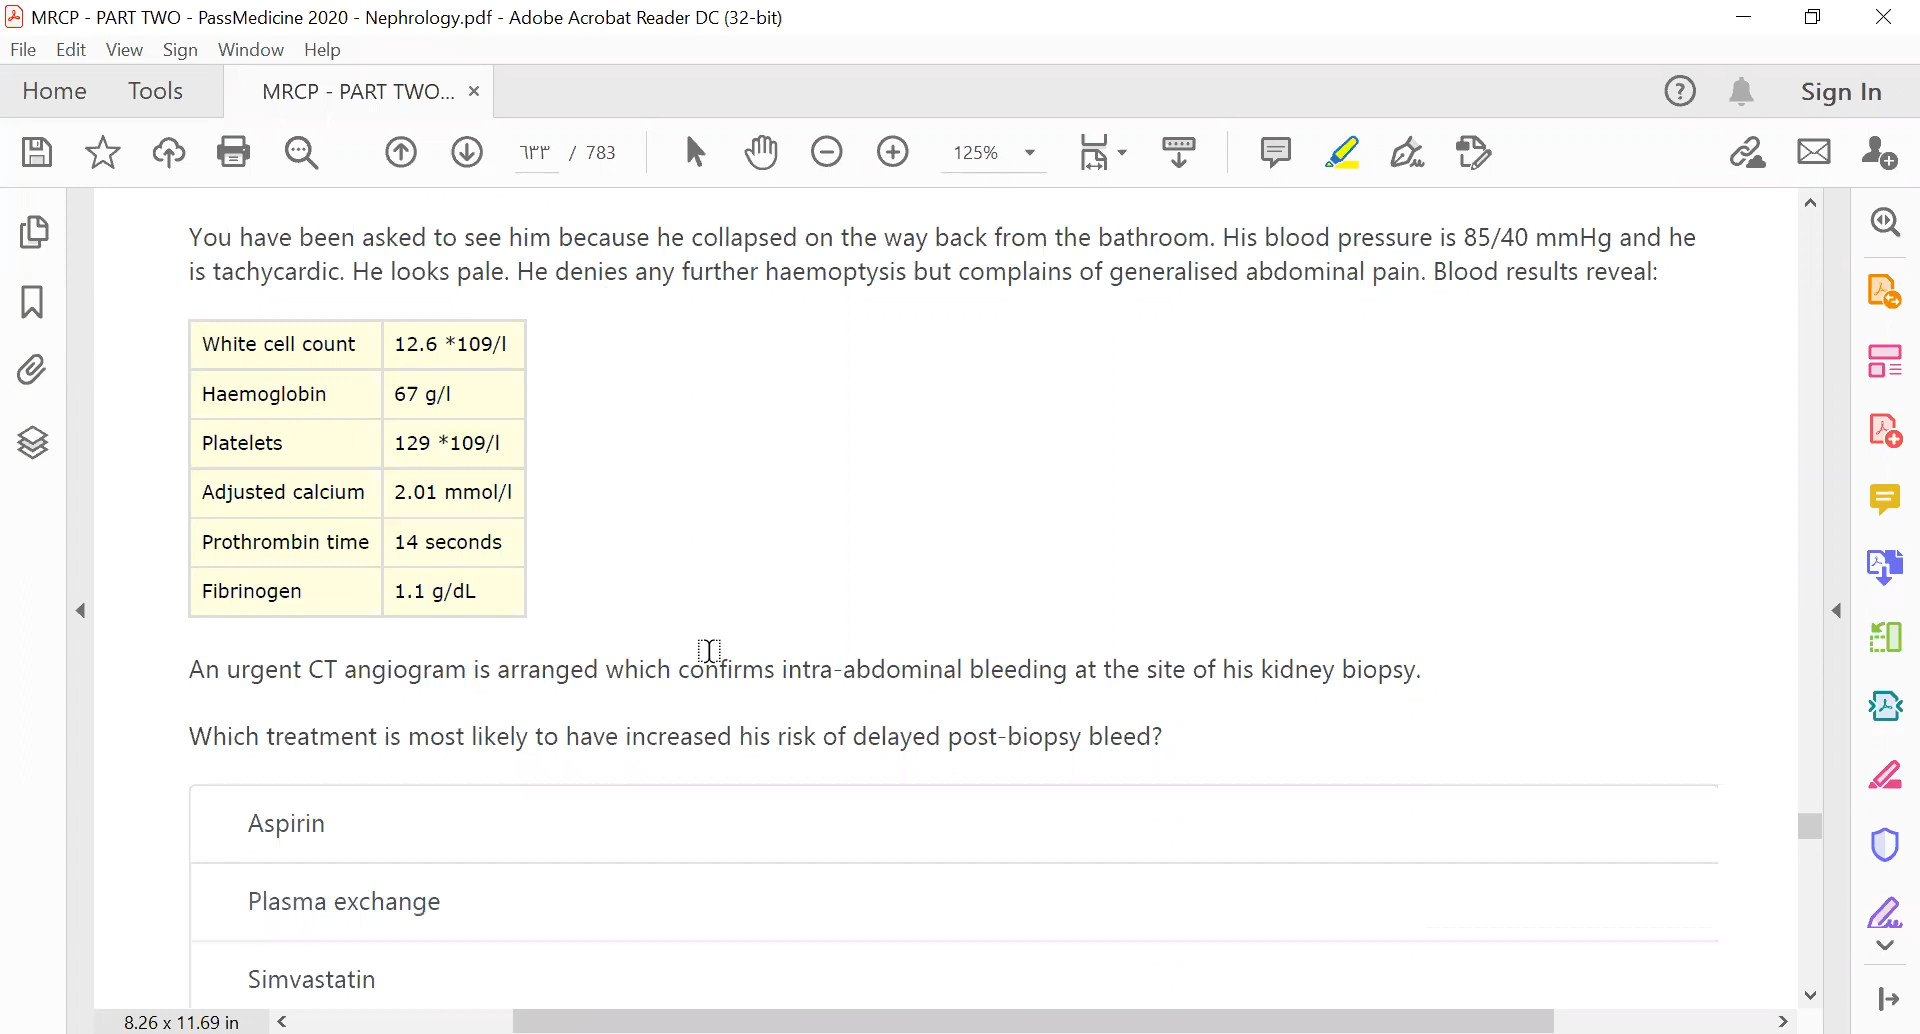 MRCP - PART TWO - PassMedicine 2020 - Nephrology.pdf - Adobe Acrobat Reader DC (32-bit)
File Edit View Sign Window Help
Home Tools MRCP - PART TWO... Sign In
٦٣٣ / 783 125%
You have been asked to see him because he collapsed on the way back from the bathroom. His blood pressure is 85/40 mmHg and he
is tachycardic. He looks pale. He denies any further haemoptysis but complains of generalised abdominal pain. Blood results reveal:
White cell count 12.6 *109/l
Haemoglobin 67 g/l
Platelets 129 *109/l
Adjusted calcium 2.01 mmol/l
Prothrombin time 14 seconds
Fibrinogen 1.1 g/dL
An urgent CT angiogram is arranged which confirms intra-abdominal bleeding at the site of his kidney biopsy.
Which treatment is most likely to have increased his risk of delayed post-biopsy bleed?
Aspirin
Plasma exchange
Simvastatin
8.26 x 11.69 in